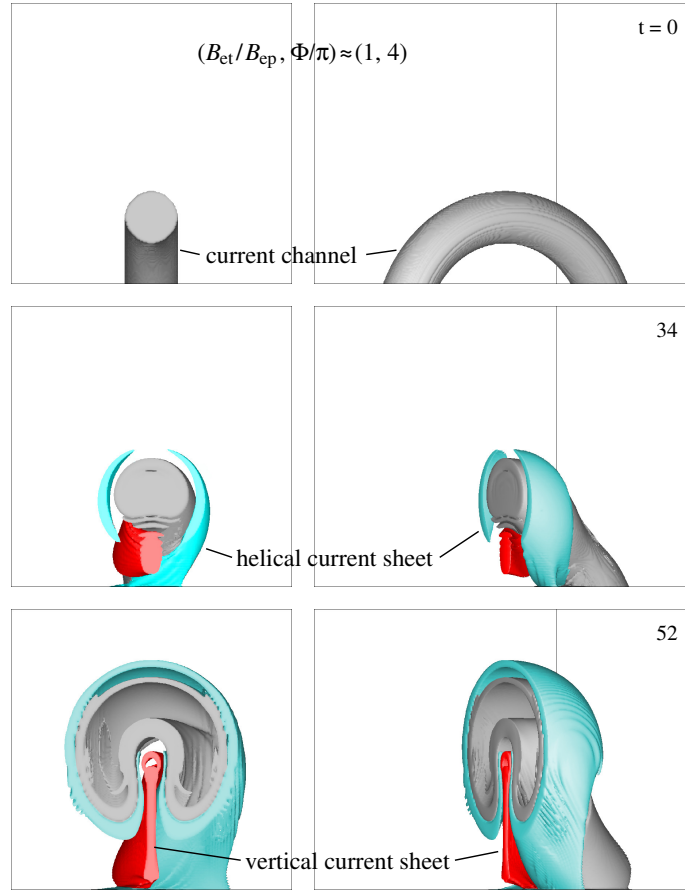 t = 0
(B_et/B_ep, Φ/π) ≈ (1, 4)
current channel
34
helical current sheet
52
vertical current sheet